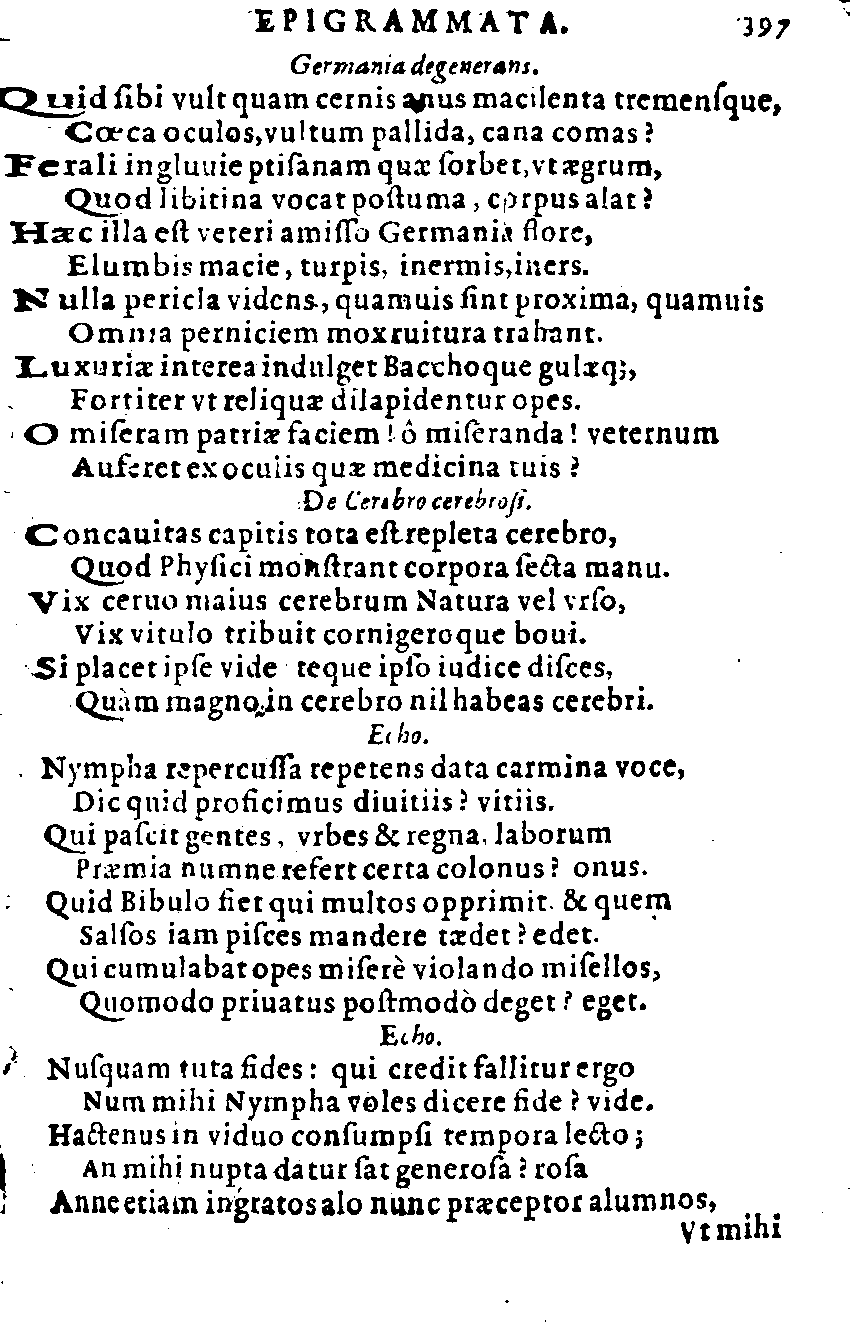 EPIGRAMMATA. 397
Germania degenerans.
Quid ſibi vult quam cernis anus macilenta tremenſque,
Cœca oculos, vultum pallida, cana comas?
Ferali ingluuie ptiſanam quæ ſorbet, vt ægrum,
Quod libitina vocat poſtuma, corpus alat?
Hæc illa eſt veteri amiſſo Germania flore,
Elumbis macie, turpis, inermis, iners.
Nulla pericla videns, quamuis ſint proxima, quamuis
Omnia perniciem mox ruitura trahant.
Luxuriæ interea indulget Bacchoque gulæq;,
Fortiter vt reliquæ dilapidentur opes.
O miſeram patriæ faciem! ô miſeranda! veternum
Auferet ex oculis quæ medicina tuis?
De Cerebro cerebroſi.
Concauitas capitis tota eſt repleta cerebro,
Quod Phyſici monſtrant corpora ſecta manu.
Vix ceruo maius cerebrum Natura vel vrſo,
Vix vitulo tribuit cornigeroque boui.
Si placet ipſe vide teque ipſo iudice diſces,
Quàm magno in cerebro nil habeas cerebri.
Echo.
Nympha repercuſſa repetens data carmina voce,
Dic quid proficimus diuitiis? vitiis.
Qui paſcit gentes, vrbes & regna, laborum
Præmia numne refert certa colonus? onus.
Quid Bibulo fiet qui multos opprimit. & quem
Salſos iam piſces mandere tædet? edet.
Qui cumulabat opes miſerè violando miſellos,
Quomodo priuatus poſtmodò deget? eget.
Echo.
Nuſquam tuta fides: qui credit fallitur ergo
Num mihi Nympha voles dicere fide? vide.
Hactenus in viduo conſumpſi tempora lecto;
An mihi nupta datur ſat generoſa? roſa
Anne etiam ingratos alo nunc præceptor alumnos,
Vt mihi